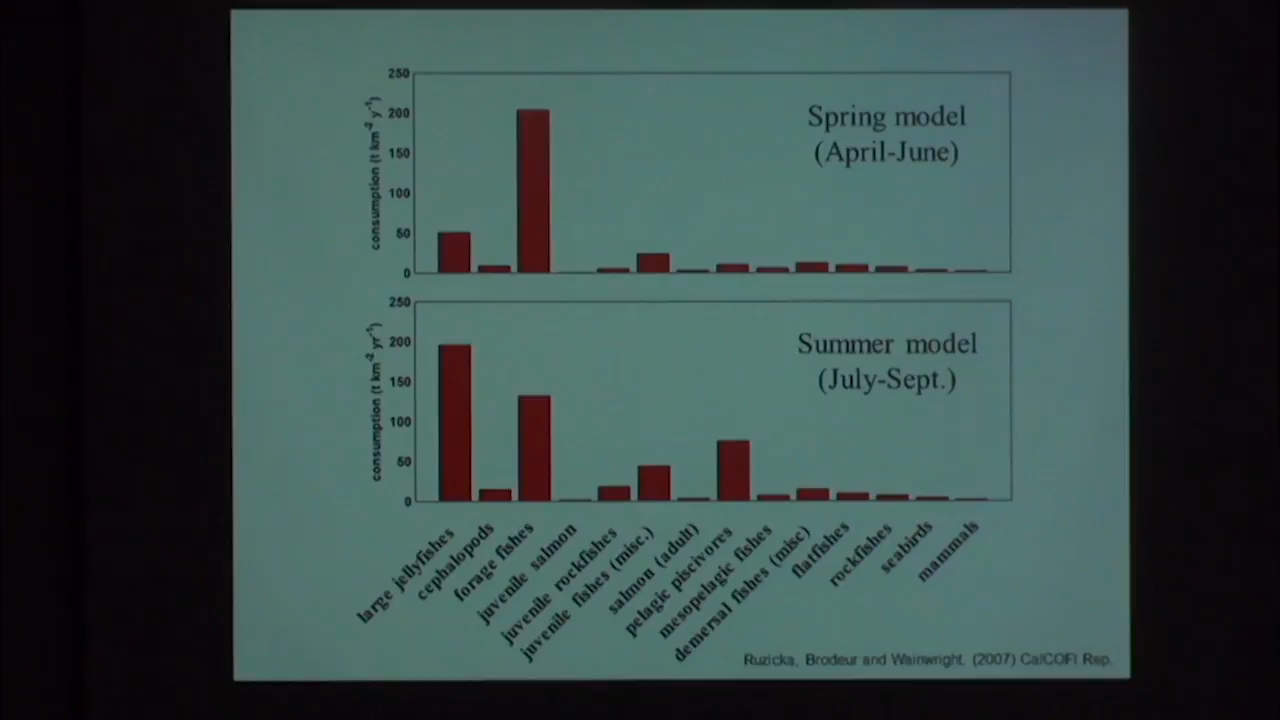 250
200
150
100
50
0
consumption (t km-2 y-1)
Spring model
(April-June)
250
200
150
100
50
0
consumption (t km-2 yr-1)
Summer model
(July-Sept.)
large jellyfishes
cephalopods
forage fishes
juvenile salmon
juvenile rockfishes
juvenile fishes (misc.)
salmon (adult)
pelagic piscivores
mesopelagic fishes
demersal fishes (misc)
flatfishes
rockfishes
seabirds
mammals
Ruzicka, Brodeur and Wainwright. (2007) CalCOFI Rep.